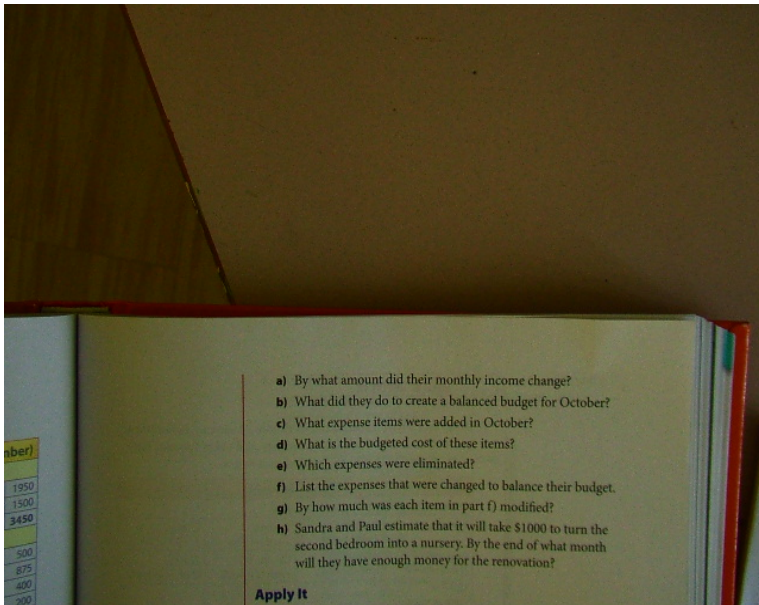 nber)
1950
1500
3450
500
875
400
200
a) By what amount did their monthly income change?
b) What did they do to create a balanced budget for October?
c) What expense items were added in October?
d) What is the budgeted cost of these items?
e) Which expenses were eliminated?
f) List the expenses that were changed to balance their budget.
g) By how much was each item in part f) modified?
h) Sandra and Paul estimate that it will take $1000 to turn the
second bedroom into a nursery. By the end of what month
will they have enough money for the renovation?
Apply It